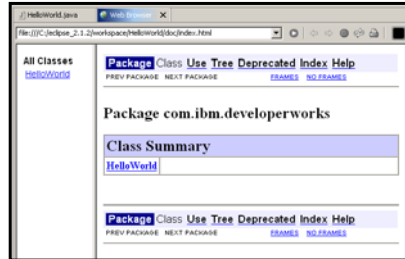 HelloWorld.java
Web Browser
file:///C:/eclipse_2.1.2/workspace/HelloWorld/doc/index.html
All Classes
HelloWorld
Package Class Use Tree Deprecated Index Help
PREV PACKAGE NEXT PACKAGE FRAMES NO FRAMES
Package com.ibm.developerworks
Class Summary
HelloWorld
Package Class Use Tree Deprecated Index Help
PREV PACKAGE NEXT PACKAGE FRAMES NO FRAMES